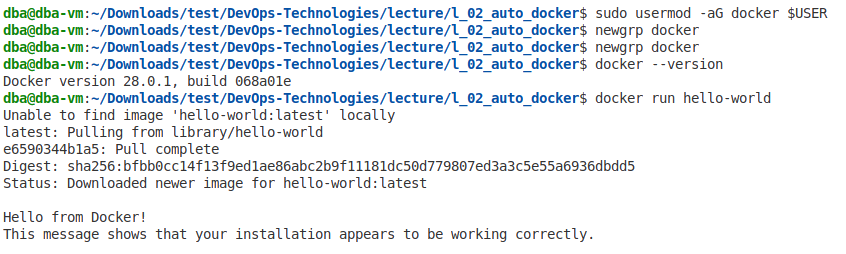 dba@dba-vm:~/Downloads/test/DevOps-Technologies/lecture/l_02_auto_docker$ sudo usermod -aG docker $USER
dba@dba-vm:~/Downloads/test/DevOps-Technologies/lecture/l_02_auto_docker$ newgrp docker
dba@dba-vm:~/Downloads/test/DevOps-Technologies/lecture/l_02_auto_docker$ newgrp docker
dba@dba-vm:~/Downloads/test/DevOps-Technologies/lecture/l_02_auto_docker$ docker --version
Docker version 28.0.1, build 068a01e
dba@dba-vm:~/Downloads/test/DevOps-Technologies/lecture/l_02_auto_docker$ docker run hello-world
Unable to find image 'hello-world:latest' locally
latest: Pulling from library/hello-world
e6590344b1a5: Pull complete
Digest: sha256:bfbb0cc14f13f9ed1ae86abc2b9f11181dc50d779807ed3a3c5e55a6936dbdd5
Status: Downloaded newer image for hello-world:latest
Hello from Docker!
This message shows that your installation appears to be working correctly.